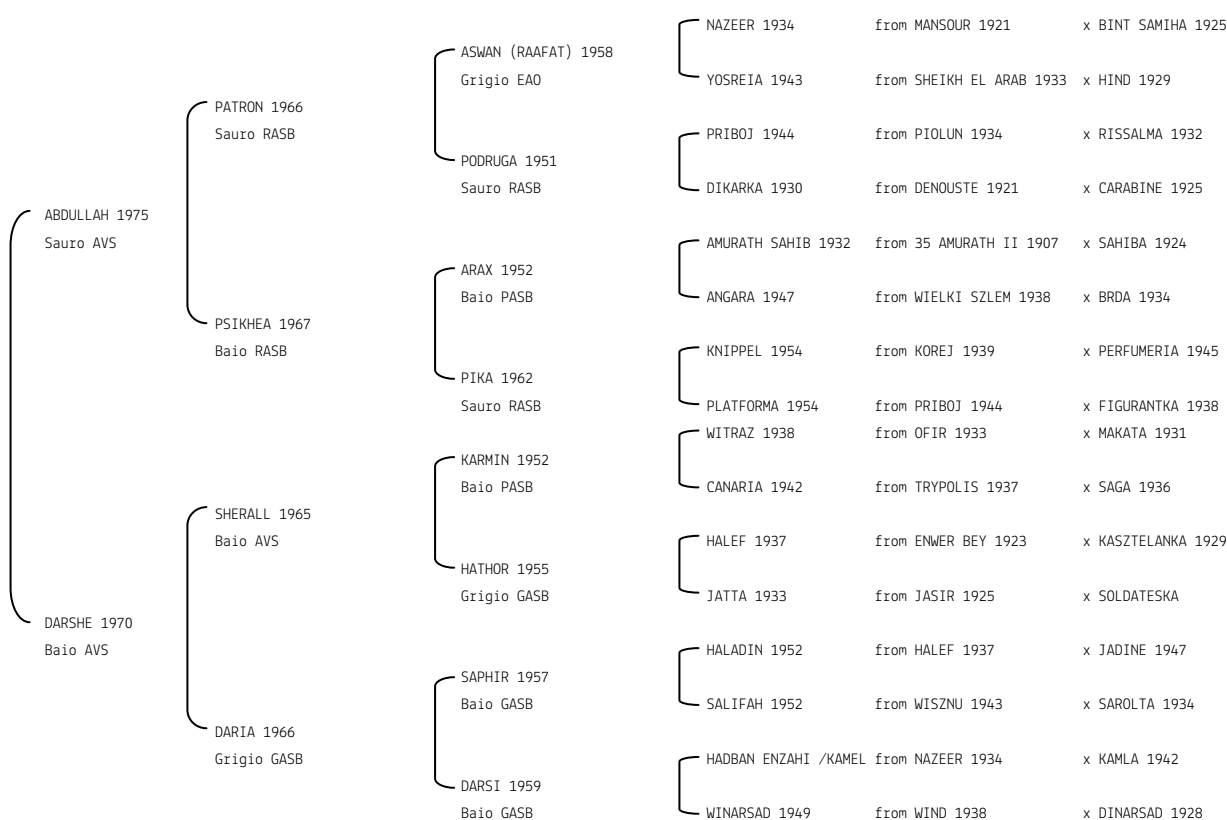 NAZEER 1934 from MANSOUR 1921 x BINT SAMIHA 1925
ASWAN (RAAFAT) 1958
Grigio EAO
YOSREIA 1943 from SHEIKH EL ARAB 1933 x HIND 1929
PATRON 1966
Sauro RASB
PRIBOJ 1944 from PIOLUN 1934 x RISSALMA 1932
PODRUGA 1951
Sauro RASB
DIKARKA 1930 from DENOUSTE 1921 x CARABINE 1925
ABDULLAH 1975
Sauro AVS
AMURATH SAHIB 1932 from 35 AMURATH II 1907 x SAHIBA 1924
ARAX 1952
Baio PASB
ANGARA 1947 from WIELKI SZLEM 1938 x BRDA 1934
PSIKHEA 1967
Baio RASB
KNIPPEL 1954 from KOREJ 1939 x PERFUMERIA 1945
PIKA 1962
Sauro RASB
PLATFORMA 1954 from PRIBOJ 1944 x FIGURANTKA 1938
WITRAZ 1938 from OFIR 1933 x MAKATA 1931
KARMIN 1952
Baio PASB
CANARIA 1942 from TRYPOLIS 1937 x SAGA 1936
SHERALL 1965
Baio AVS
HALEF 1937 from ENWER BEY 1923 x KASZTELANKA 1929
HATHOR 1955
Grigio GASB
JATTA 1933 from JASIR 1925 x SOLDATESKA
DARSHE 1970
Baio AVS
HALADIN 1952 from HALEF 1937 x JADINE 1947
SAPHIR 1957
Baio GASB
SALIFAH 1952 from WISZNU 1943 x SAROLTA 1934
DARIA 1966
Grigio GASB
HADBAN ENZAHI /KAMEL from NAZEER 1934 x KAMLA 1942
DARSI 1959
Baio GASB
WINARSAD 1949 from WIND 1938 x DINARSAD 1928